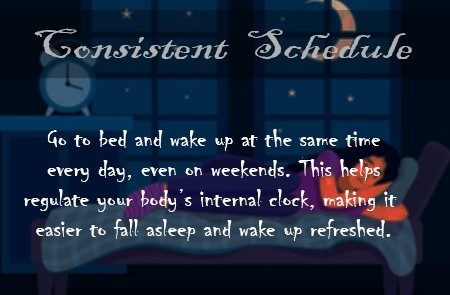 Consistent Schedule
Go to bed and wake up at the same time
every day, even on weekends. This helps
regulate your body's internal clock, making it
easier to fall asleep and wake up refreshed.